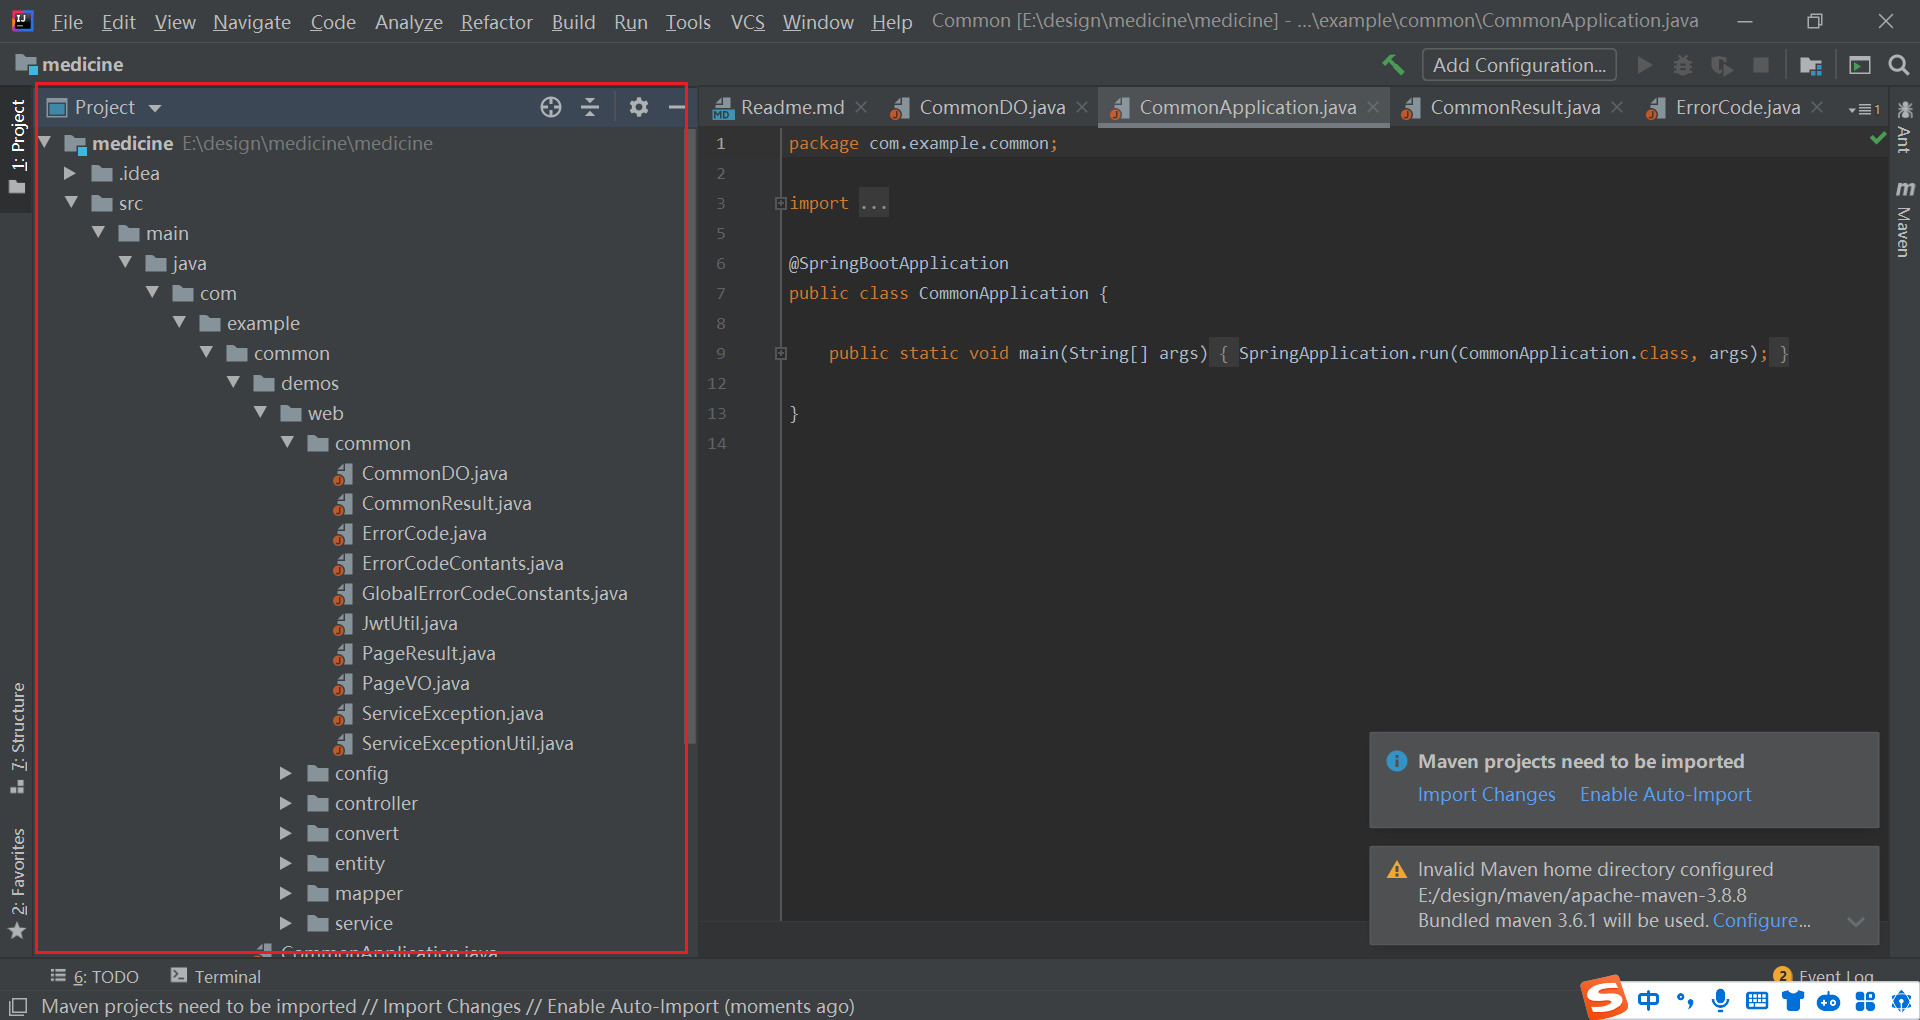 File Edit View Navigate Code Analyze Refactor Build Run Tools VCS Window Help Common [E:\design\medicine\medicine] - ...\example\common\CommonApplication.java
medicine
Add Configuration...
1: Project
7: Structure
2: Favorites
Project
medicine E:\design\medicine\medicine
.idea
src
main
java
com
example
common
demos
web
common
CommonDO.java
CommonResult.java
ErrorCode.java
ErrorCodeContants.java
GlobalErrorCodeConstants.java
JwtUtil.java
PageResult.java
PageVO.java
ServiceException.java
ServiceExceptionUtil.java
config
controller
convert
entity
mapper
service
CommonApplication.java
Readme.md CommonDO.java CommonApplication.java CommonResult.java ErrorCode.java 1
1 package com.example.common;
2
3 import ...
5
6 @SpringBootApplication
7 public class CommonApplication {
8
9 public static void main(String[] args) { SpringApplication.run(CommonApplication.class, args); }
12
13 }
14
Ant
m Maven
Maven projects need to be imported
Import Changes Enable Auto-Import
Invalid Maven home directory configured
E:/design/maven/apache-maven-3.8.8
Bundled maven 3.6.1 will be used. Configure...
6: TODO Terminal
2 Event Log
Maven projects need to be imported // Import Changes // Enable Auto-Import (moments ago)
S 中